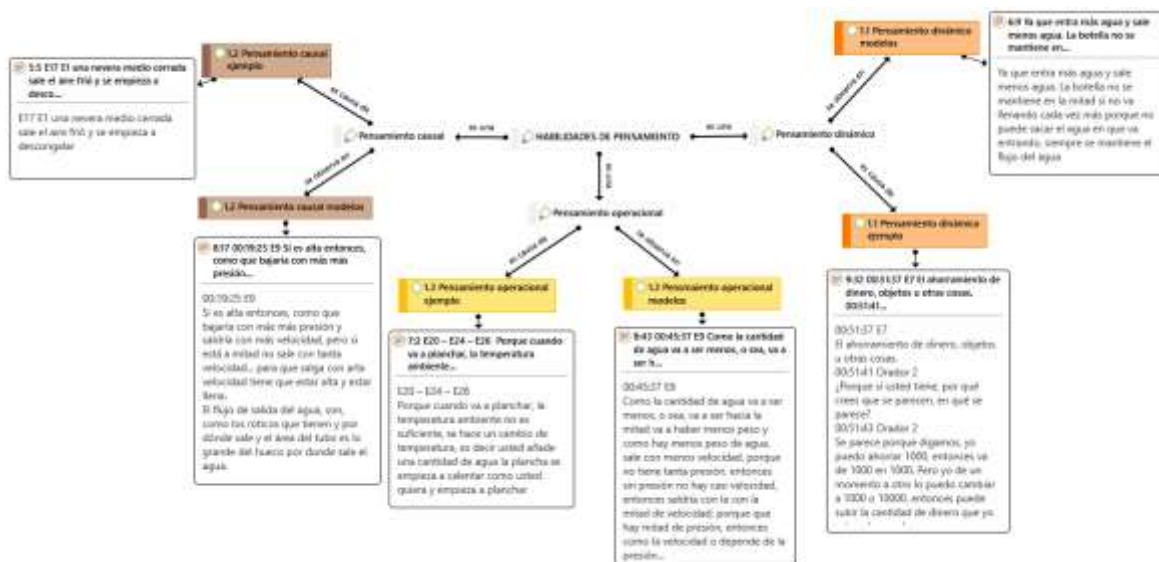 1.2 Pensamiento causal
ejemplo
5:5 E17 E1 una nevera medio cerrada
sale el aire frió y se empieza a
desco...
E17 E1 una nevera medio cerrada
sale el aire frió y se empieza a
descongelar
es causa de
Pensamiento causal
es una
HABILIDADES DE PENSAMIENTO
es una
Pensamiento dinámico
se observa en
1.1 Pensamiento dinámico
modelos
6:9 Ya que entra más agua y sale
menos agua. La botella no se
mantiene en...
Ya que entra más agua y sale
menos agua. La botella no se
mantiene en la mitad si no va
llenando cada vez más porque no
puede sacar el agua en que va
entrando, siempre se mantiene el
flujo del agua
se observa en
1.2 Pensamiento causal modelos
8:17 00:19:25 E9 Si es alta entonces,
como que bajaría con más más
presión...
00:19:25 E9
Si es alta entonces, como que
bajaría con más más presión y
saldría con más velocidad, pero si
está a mitad no sale con tanta
velocidad... para que salga con arta
velocidad tiene que estar alta y estar
llena.
El flujo de salida del agua, son,
como los róticos que tienen y por
dónde sale y el área del tubo es lo
grande del hueco por donde sale el
agua.
es una
Pensamiento operacional
es causa de
1.3 Pensamiento operacional
ejemplo
7:2 E20 – E24 – E26 Porque cuando
va a planchar, la temperatura
ambiente...
E20 – E24 – E26
Porque cuando va a planchar, la
temperatura ambiente no es
suficiente, se hace un cambio de
temperatura, es decir usted añade
una cantidad de agua la plancha se
empieza a calentar como usted
quiera y empieza a planchar
se observa en
1.3 Pensamiento operacional
modelos
8:43 00:45:37 E9 Como la cantidad
de agua va a ser menos, o sea, va a
ser h...
00:45:37 E9
Como la cantidad de agua va a ser
menos, o sea, va a ser hacia la
mitad va a haber menos peso y
como hay menos peso de agua,
sale con menos velocidad, porque
no tiene tanta presión, entonces
sin presión no hay casi velocidad,
entonces saldría con la con la
mitad de velocidad; porque que
hay mitad de presión, entonces
como la velocidad o depende de la
presión...
es causa de
1.1 Pensamiento dinámico
ejemplo
9:32 00:51:37 E7 El ahorramiento de
dinero, objetos u otras cosas.
00:51:41...
00:51:37 E7
El ahorramiento de dinero, objetos
u otras cosas.
00:51:41 Orador 2
¿Porque si usted tiene, por qué
crees que se parecen, en qué se
parece?
00:51:43 Orador 2
Se parece porque digamos, yo
puedo ahorrar 1000, entonces va
de 1000 en 1000. Pero yo de un
momento a otro lo puedo cambiar
a 1000 o 10000, entonces puede
subir la cantidad de dinero que yo